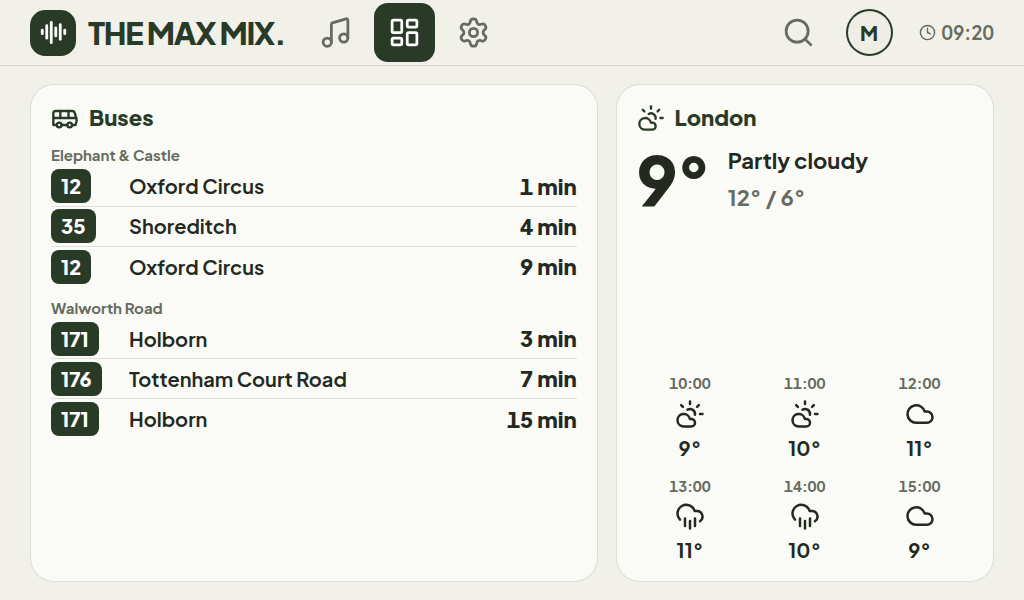 THE MAX MIX.
M
09:20
Buses
Elephant & Castle
12 Oxford Circus 1 min
35 Shoreditch 4 min
12 Oxford Circus 9 min
Walworth Road
171 Holborn 3 min
176 Tottenham Court Road 7 min
171 Holborn 15 min
London
9° Partly cloudy
12° / 6°
10:00 11:00 12:00
9° 10° 11°
13:00 14:00 15:00
11° 10° 9°